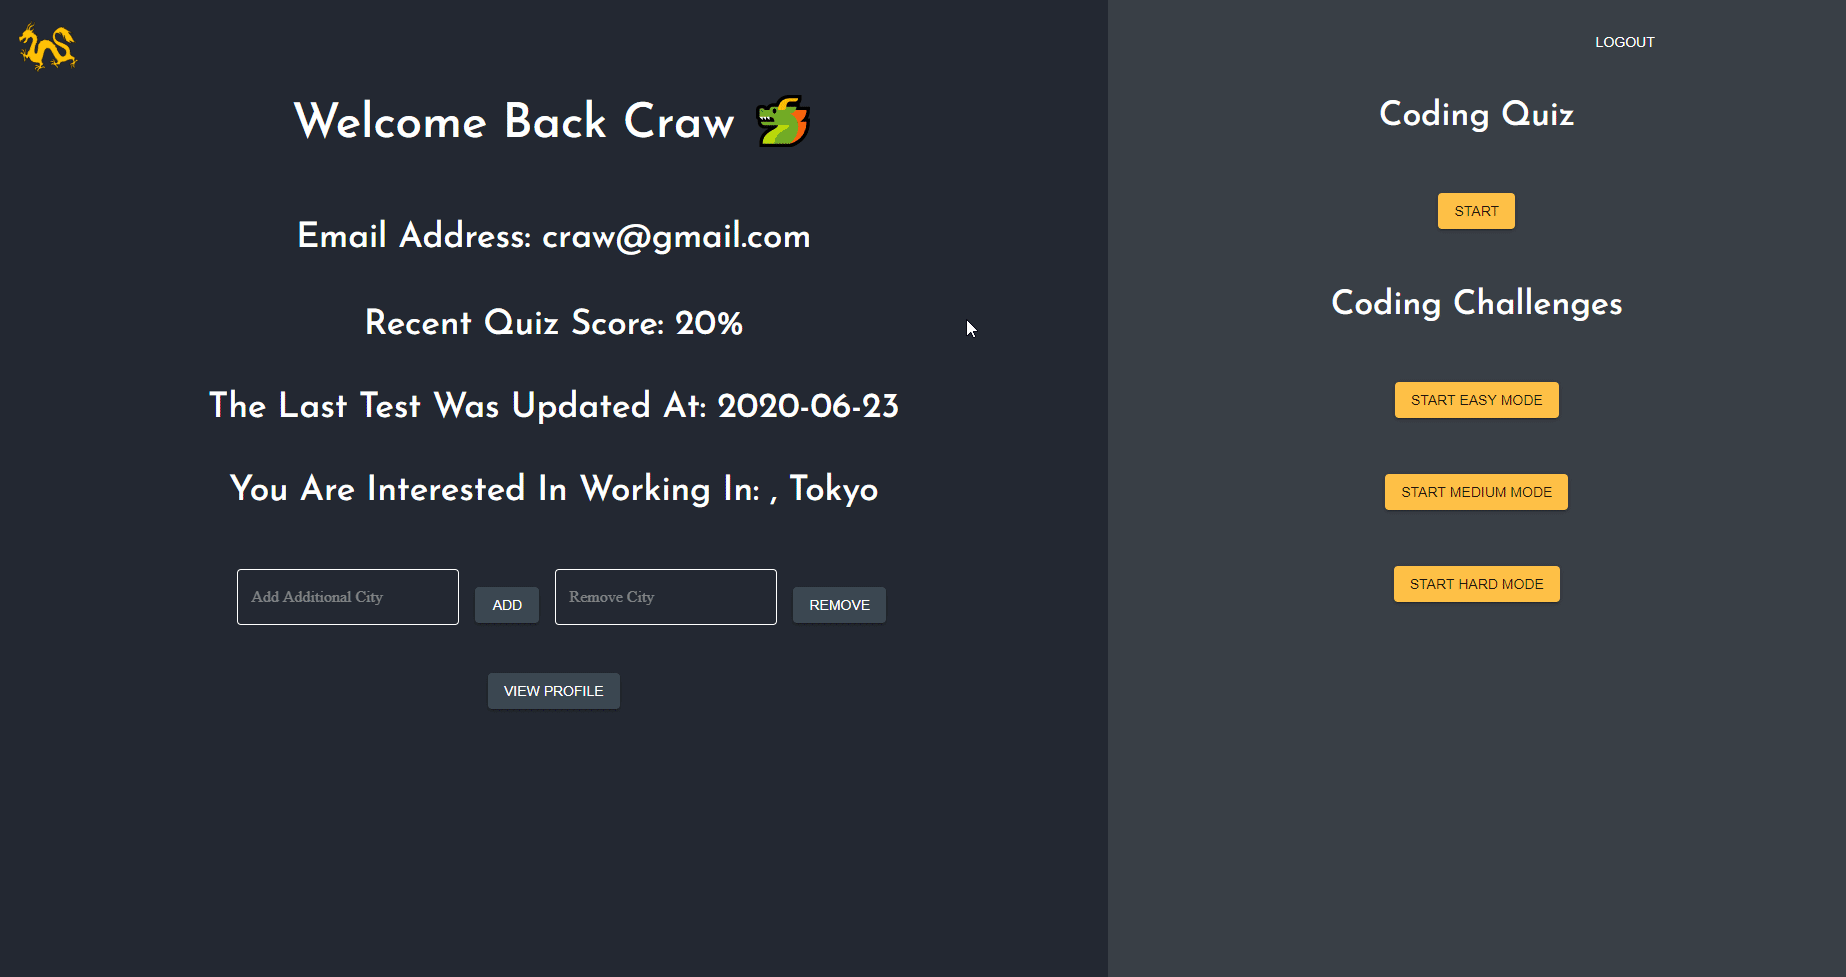 LOGOUT
Welcome Back Craw
Email Address: craw@gmail.com
Recent Quiz Score: 20%
The Last Test Was Updated At: 2020-06-23
You Are Interested In Working In: , Tokyo
Add Additional City
ADD
Remove City
REMOVE
VIEW PROFILE
Coding Quiz
START
Coding Challenges
START EASY MODE
START MEDIUM MODE
START HARD MODE